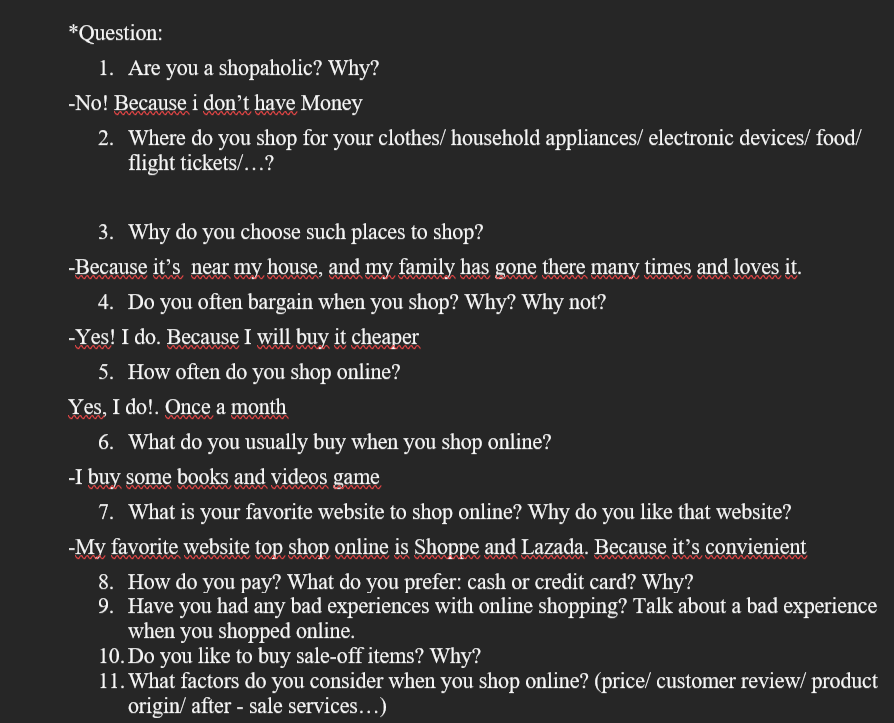 *Question:
1. Are you a shopaholic? Why?
-No! Because i don't have Money
2. Where do you shop for your clothes/ household appliances/ electronic devices/ food/
flight tickets/…?
3. Why do you choose such places to shop?
-Because it's near my house, and my family has gone there many times and loves it.
4. Do you often bargain when you shop? Why? Why not?
-Yes! I do. Because I will buy it cheaper
5. How often do you shop online?
Yes, I do!. Once a month
6. What do you usually buy when you shop online?
-I buy some books and videos game
7. What is your favorite website to shop online? Why do you like that website?
-My favorite website top shop online is Shoppe and Lazada. Because it's convienient
8. How do you pay? What do you prefer: cash or credit card? Why?
9. Have you had any bad experiences with online shopping? Talk about a bad experience
when you shopped online.
10. Do you like to buy sale-off items? Why?
11. What factors do you consider when you shop online? (price/ customer review/ product
origin/ after - sale services…)